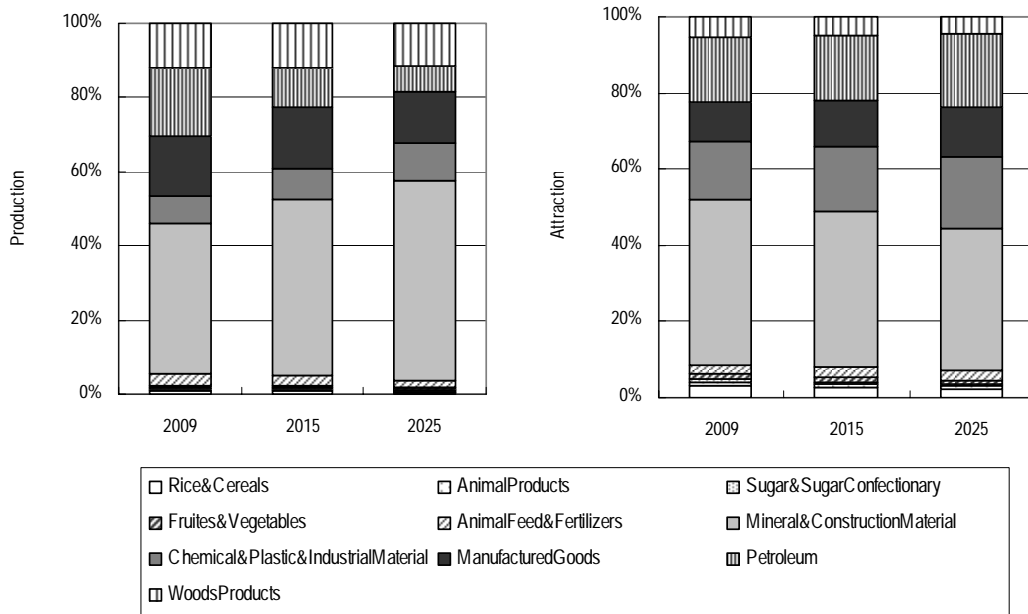 100%
80%
60%
40%
20%
0%
Production
2009 2015 2025
100%
80%
60%
40%
20%
0%
Attraction
2009 2015 2025
Rice&Cereals AnimalProducts Sugar&SugarConfectionary
Fruites&Vegetables AnimalFeed&Fertilizers Mineral&ConstructionMaterial
Chemical&Plastic&IndustrialMaterial ManufacturedGoods Petroleum
WoodsProducts